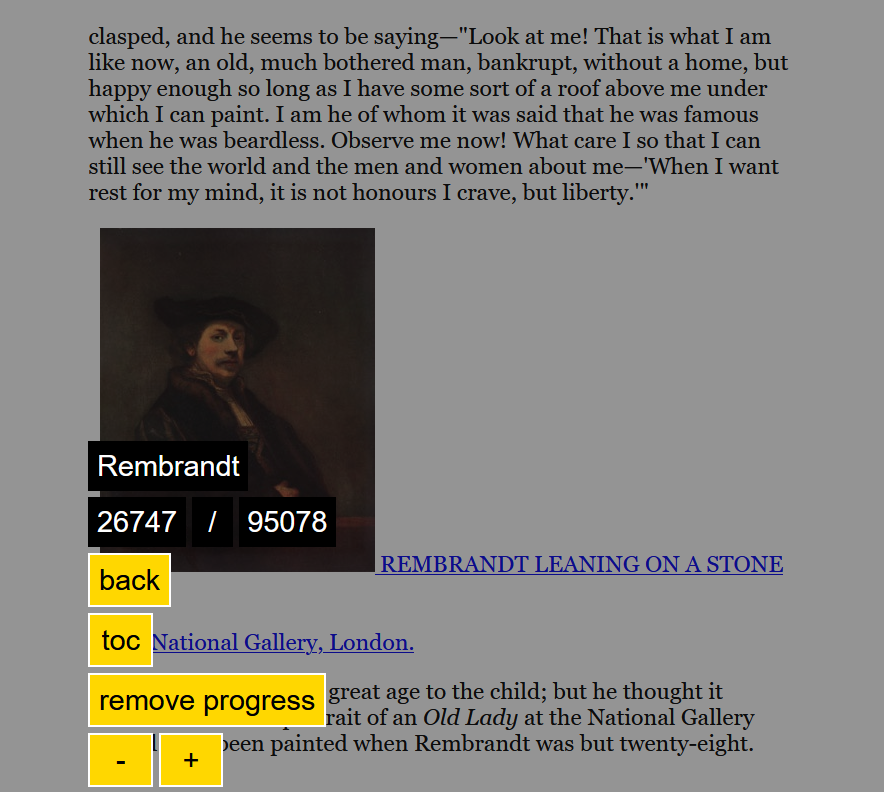 clasped, and he seems to be saying—"Look at me! That is what I am
like now, an old, much bothered man, bankrupt, without a home, but
happy enough so long as I have some sort of a roof above me under
which I can paint. I am he of whom it was said that he was famous
when he was beardless. Observe me now! What care I so that I can
still see the world and the men and women about me—'When I want
rest for my mind, it is not honours I crave, but liberty.'"
Rembrandt
26747 / 95078
REMBRANDT LEANING ON A STONE
back
toc National Gallery, London.
great age to the child; but he thought it
remove progress
of an Old Lady at the National Gallery
been painted when Rembrandt was but twenty-eight.
- +